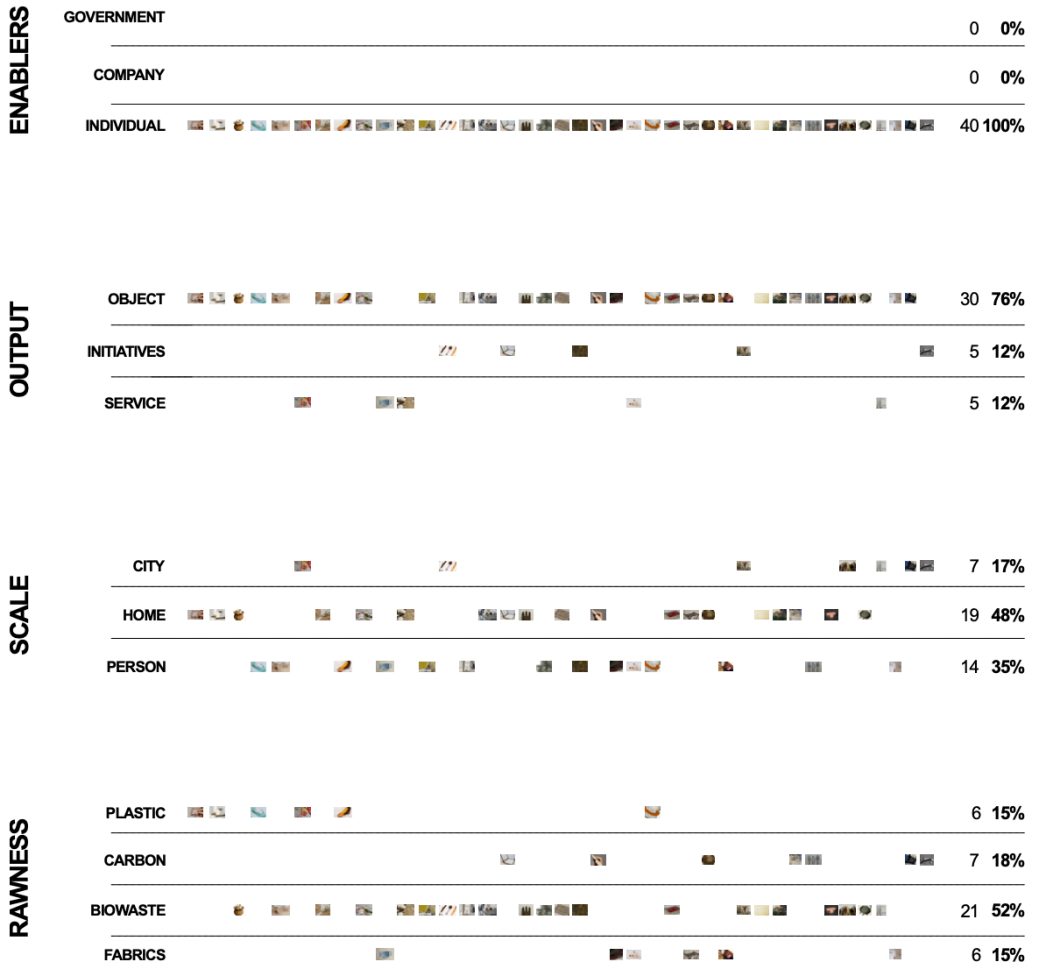 ENABLERS
GOVERNMENT 0 0%
COMPANY 0 0%
INDIVIDUAL 40 100%
OUTPUT
OBJECT 30 76%
INITIATIVES 5 12%
SERVICE 5 12%
SCALE
CITY 7 17%
HOME 19 48%
PERSON 14 35%
RAWNESS
PLASTIC 6 15%
CARBON 7 18%
BIOWASTE 21 52%
FABRICS 6 15%